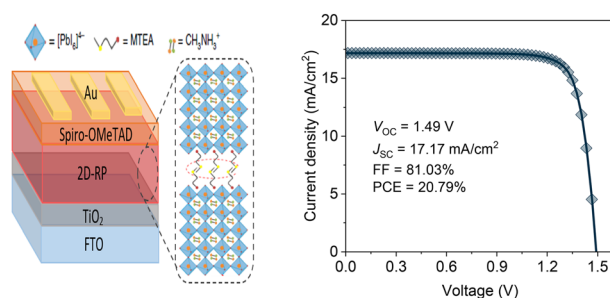 = [PbI₆]⁴⁻ = MTEA = CH₃NH₃⁺
Au
Spiro-OMeTAD
2D-RP
TiO₂
FTO
Current density (mA/cm²)
20
15
10
5
0
V_OC = 1.49 V
J_SC = 17.17 mA/cm²
FF = 81.03%
PCE = 20.79%
0.0 0.3 0.6 0.9 1.2 1.5
Voltage (V)